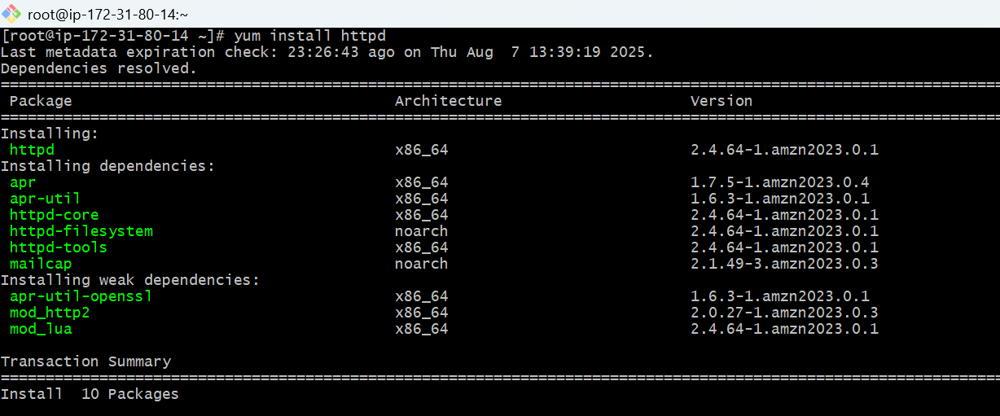 root@ip-172-31-80-14:~
[root@ip-172-31-80-14 ~]# yum install httpd
Last metadata expiration check: 23:26:43 ago on Thu Aug  7 13:39:19 2025.
Dependencies resolved.
================================================================================================================
 Package                                    Architecture                     Version
================================================================================================================
Installing:
 httpd                                      x86_64                           2.4.64-1.amzn2023.0.1
Installing dependencies:
 apr                                        x86_64                           1.7.5-1.amzn2023.0.4
 apr-util                                   x86_64                           1.6.3-1.amzn2023.0.1
 httpd-core                                 x86_64                           2.4.64-1.amzn2023.0.1
 httpd-filesystem                           noarch                           2.4.64-1.amzn2023.0.1
 httpd-tools                                x86_64                           2.4.64-1.amzn2023.0.1
 mailcap                                    noarch                           2.1.49-3.amzn2023.0.3
Installing weak dependencies:
 apr-util-openssl                           x86_64                           1.6.3-1.amzn2023.0.1
 mod_http2                                  x86_64                           2.0.27-1.amzn2023.0.3
 mod_lua                                    x86_64                           2.4.64-1.amzn2023.0.1
Transaction Summary
================================================================================================================
Install  10 Packages